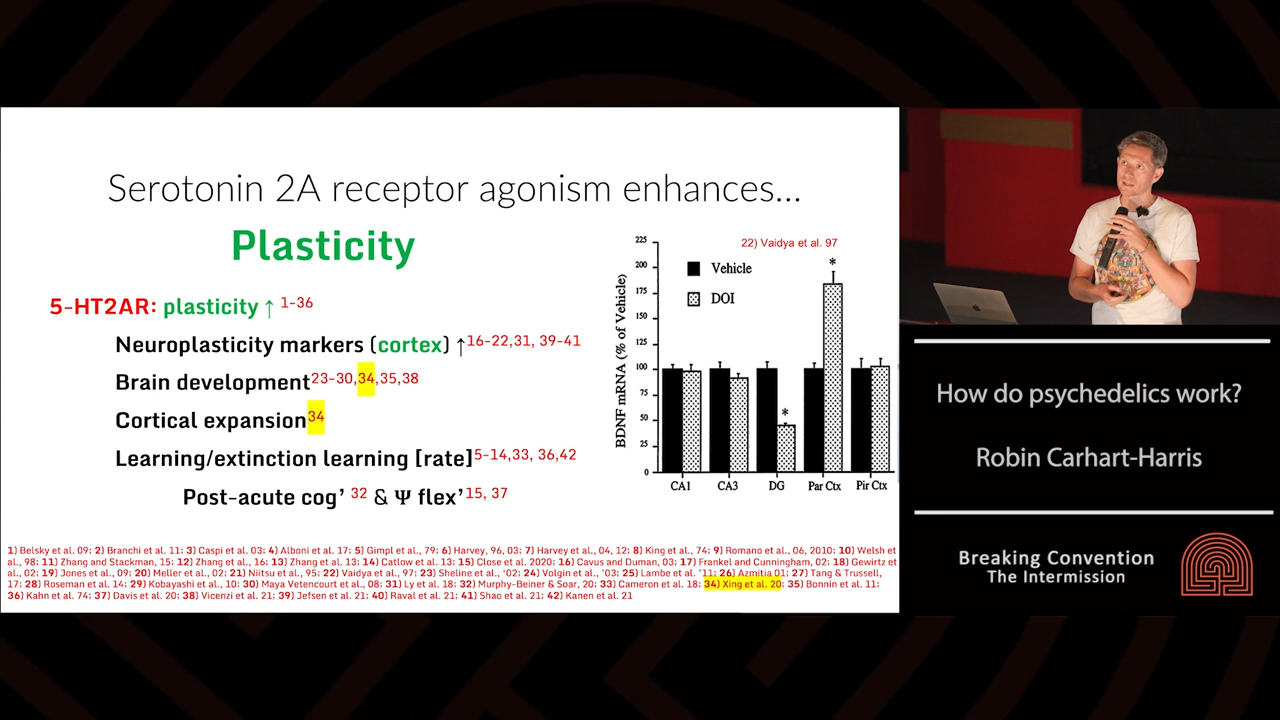 Serotonin 2A receptor agonism enhances...
Plasticity
5-HT2AR: plasticity ↑ 1-36
Neuroplasticity markers (cortex) ↑16-22,31, 39-41
Brain development23-30,34,35,38
Cortical expansion34
Learning/extinction learning [rate]5-14,33, 36,42
Post-acute cog’ 32 & Ψ flex’15, 37
22) Vaidya et al. 97
BDNF mRNA (% of Vehicle)
225
200
175
150
125
100
75
50
25
0
Vehicle
DOI
*
*
CA1 CA3 DG Par Ctx Pir Ctx
1) Belsky et al. 09; 2) Branchi et al. 11; 3) Caspi et al. 03; 4) Alboni et al. 17; 5) Gimpl et al., 79; 6) Harvey, 96, 03; 7) Harvey et al., 04, 12; 8) King et al., 74; 9) Romano et al., 06, 2010; 10) Welsh et
al., 98; 11) Zhang and Stackman, 15; 12) Zhang et al., 16; 13) Zhang et al. 13; 14) Catlow et al. 13; 15) Close et al. 2020; 16) Cavus and Duman, 03; 17) Frankel and Cunningham, 02; 18) Gewirtz et
al., 02; 19) Jones et al., 09; 20) Meller et al., 02; 21) Niitsu et al., 95; 22) Vaidya et al., 97; 23) Sheline et al., ‘02; 24) Volgin et al., ’03; 25) Lambe et al. ’11; 26) Azmitia 01; 27) Tang & Trussell,
17; 28) Roseman et al. 14; 29) Kobayashi et al., 10; 30) Maya Vetencourt et al., 08; 31) Ly et al. 18; 32) Murphy-Beiner & Soar, 20; 33) Cameron et al. 18; 34) Xing et al. 20; 35) Bonnin et al. 11;
36) Kahn et al. 74; 37) Davis et al. 20; 38) Vicenzi et al. 21; 39) Jefsen et al. 21; 40) Raval et al. 21; 41) Shao et al. 21; 42) Kanen et al. 21
How do psychedelics work?
Robin Carhart-Harris
Breaking Convention
The Intermission